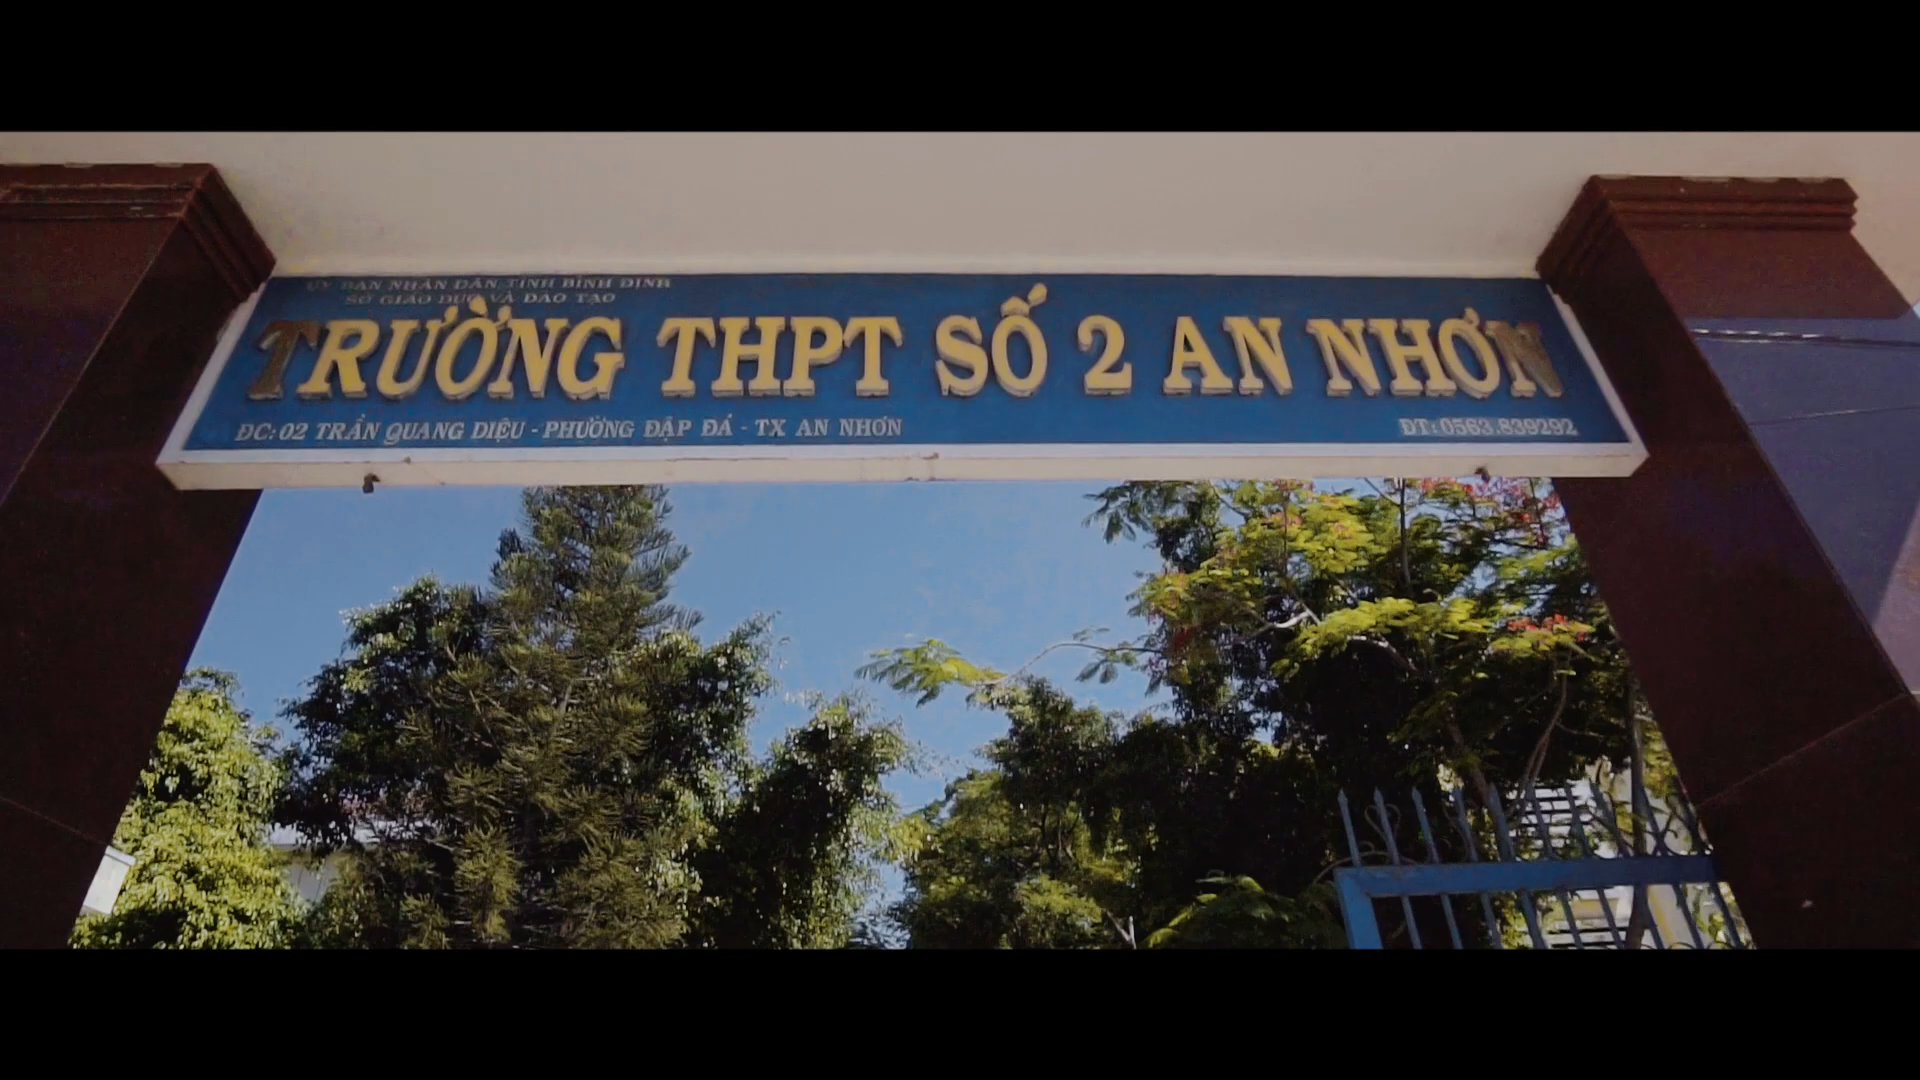 ỦY BAN NHÂN DÂN TỈNH BÌNH ĐỊNH
SỞ GIÁO DỤC VÀ ĐÀO TẠO
TRƯỜNG THPT SỐ 2 AN NHƠN
ĐC: 02 TRẦN QUANG DIỆU - PHƯỜNG ĐẬP ĐÁ - TX AN NHƠN
ĐT: 0563.839292